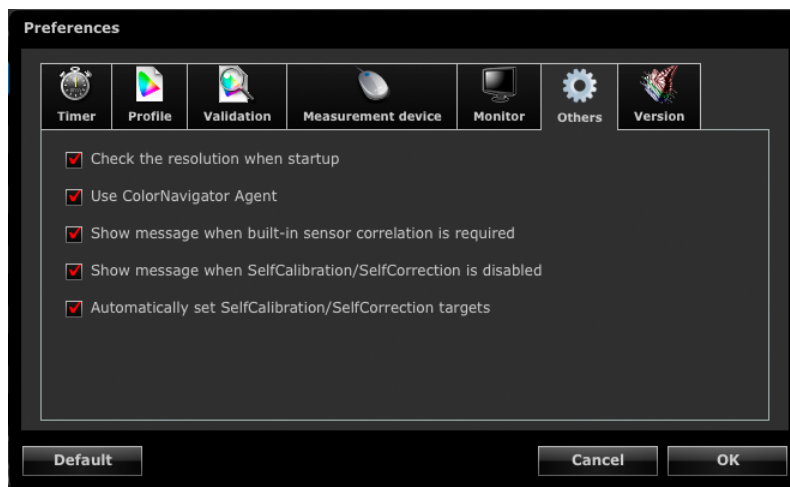 Preferences
Timer
Profile
Validation
Measurement device
Monitor
Others
Version
Check the resolution when startup
Use ColorNavigator Agent
Show message when built-in sensor correlation is required
Show message when SelfCalibration/SelfCorrection is disabled
Automatically set SelfCalibration/SelfCorrection targets
Default
Cancel
OK